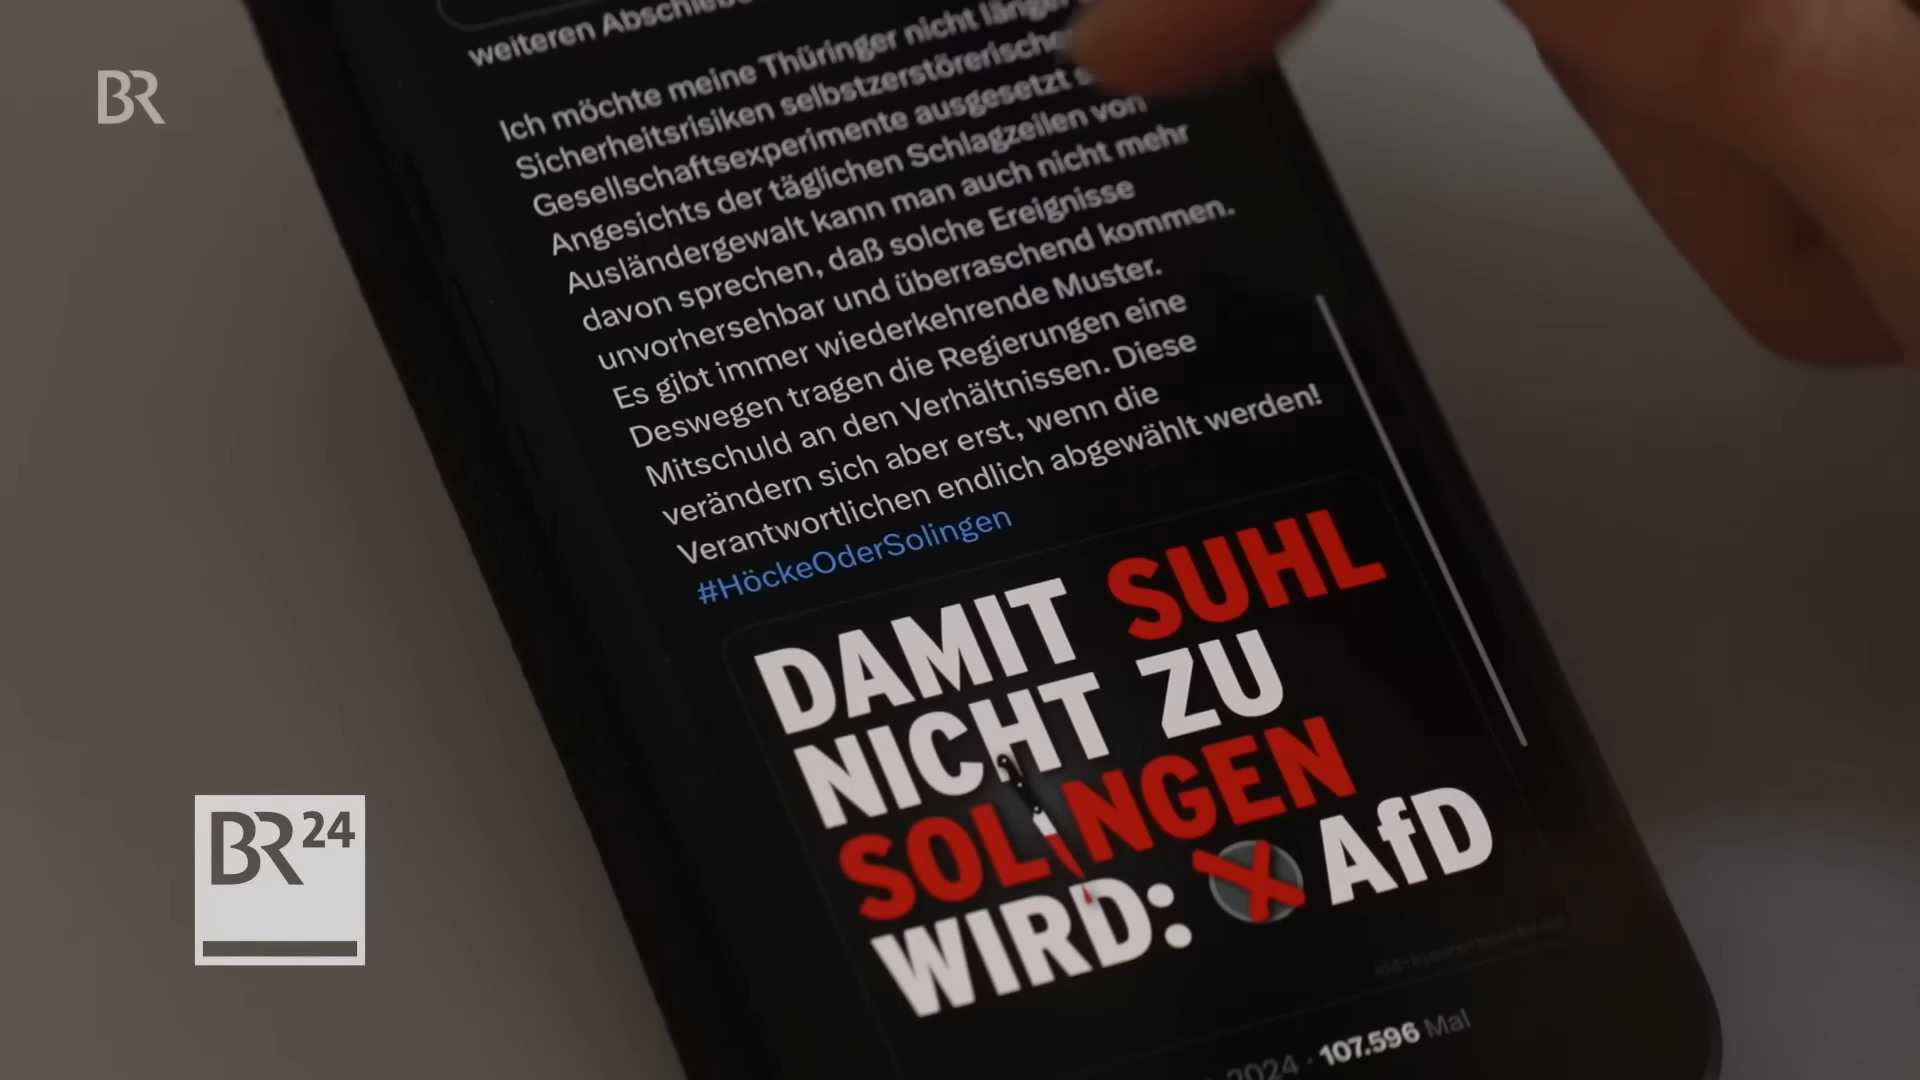 BR
weiteren
Ich möchte meine Thüringer nicht länger
Sicherheitsrisiken selbstzerstörerische
Gesellschaftsexperimente ausgesetzt
Angesichts der täglichen Schlagzeilen von
Ausländergewalt kann man auch nicht mehr
davon sprechen, daß solche Ereignisse
unvorhersehbar und überraschend kommen.
Es gibt immer wiederkehrende Muster.
Deswegen tragen die Regierungen eine
Mitschuld an den Verhältnissen. Diese
verändern sich aber erst, wenn die
Verantwortlichen endlich abgewählt werden!
#HöckeOderSolingen
DAMIT SUHL
NICHT ZU
SOLINGEN
WIRD: AfD
2024 · 107.596 Mal
BR24